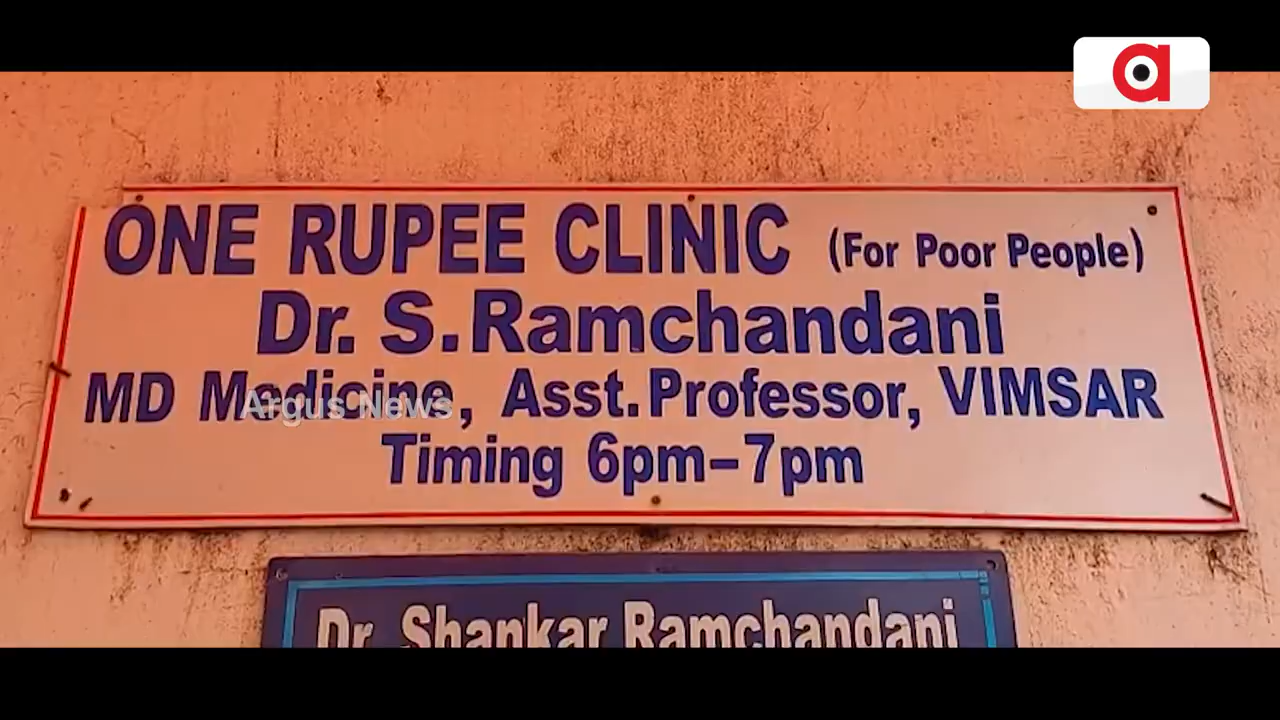 ONE RUPEE CLINIC (For Poor People)
Dr. S. Ramchandani
MD Medicine, Asst. Professor, VIMSAR
Argus News
Timing 6pm-7pm
Dr. Shankar Ramchandani